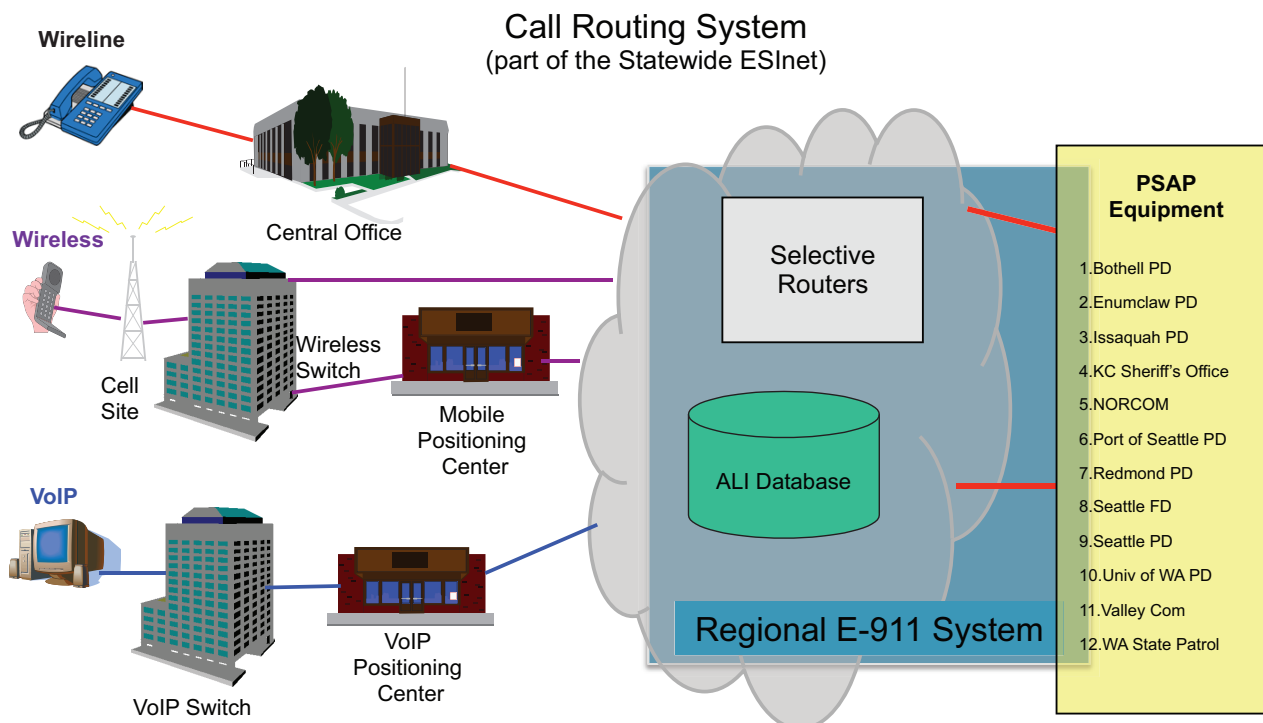 Call Routing System
(part of the Statewide ESInet)
Wireline
Central Office
Wireless
Cell
Site
Wireless
Switch
Mobile
Positioning
Center
VoIP
VoIP Switch
VoIP
Positioning
Center
Selective
Routers
ALI Database
Regional E-911 System
PSAP
Equipment
1.Bothell PD
2.Enumclaw PD
3.Issaquah PD
4.KC Sheriff's Office
5.NORCOM
6.Port of Seattle PD
7.Redmond PD
8.Seattle FD
9.Seattle PD
10.Univ of WA PD
11.Valley Com
12.WA State Patrol